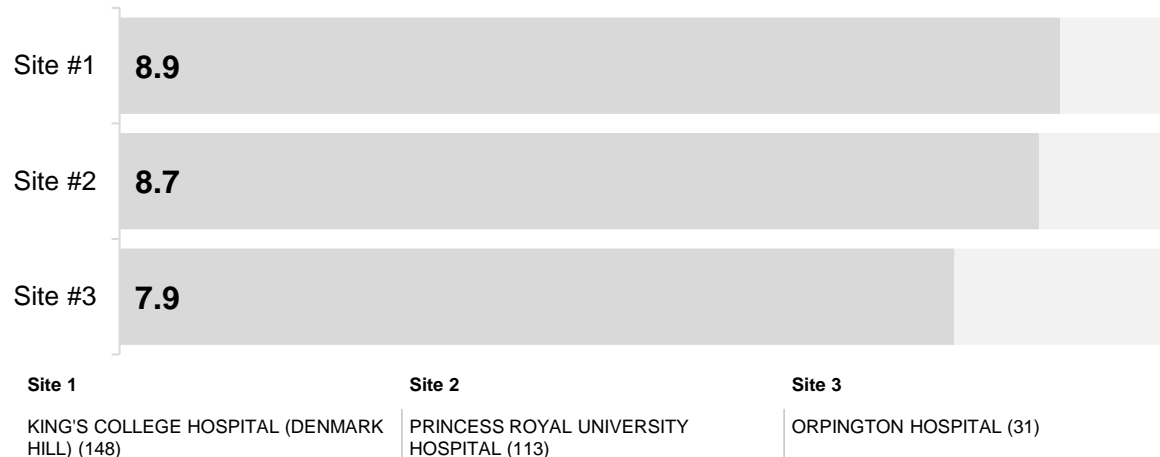 Site #1
8.9
Site #2
8.7
Site #3
7.9
Site 1
KING'S COLLEGE HOSPITAL (DENMARK
HILL) (148)
Site 2
PRINCESS ROYAL UNIVERSITY
HOSPITAL (113)
Site 3
ORPINGTON HOSPITAL (31)